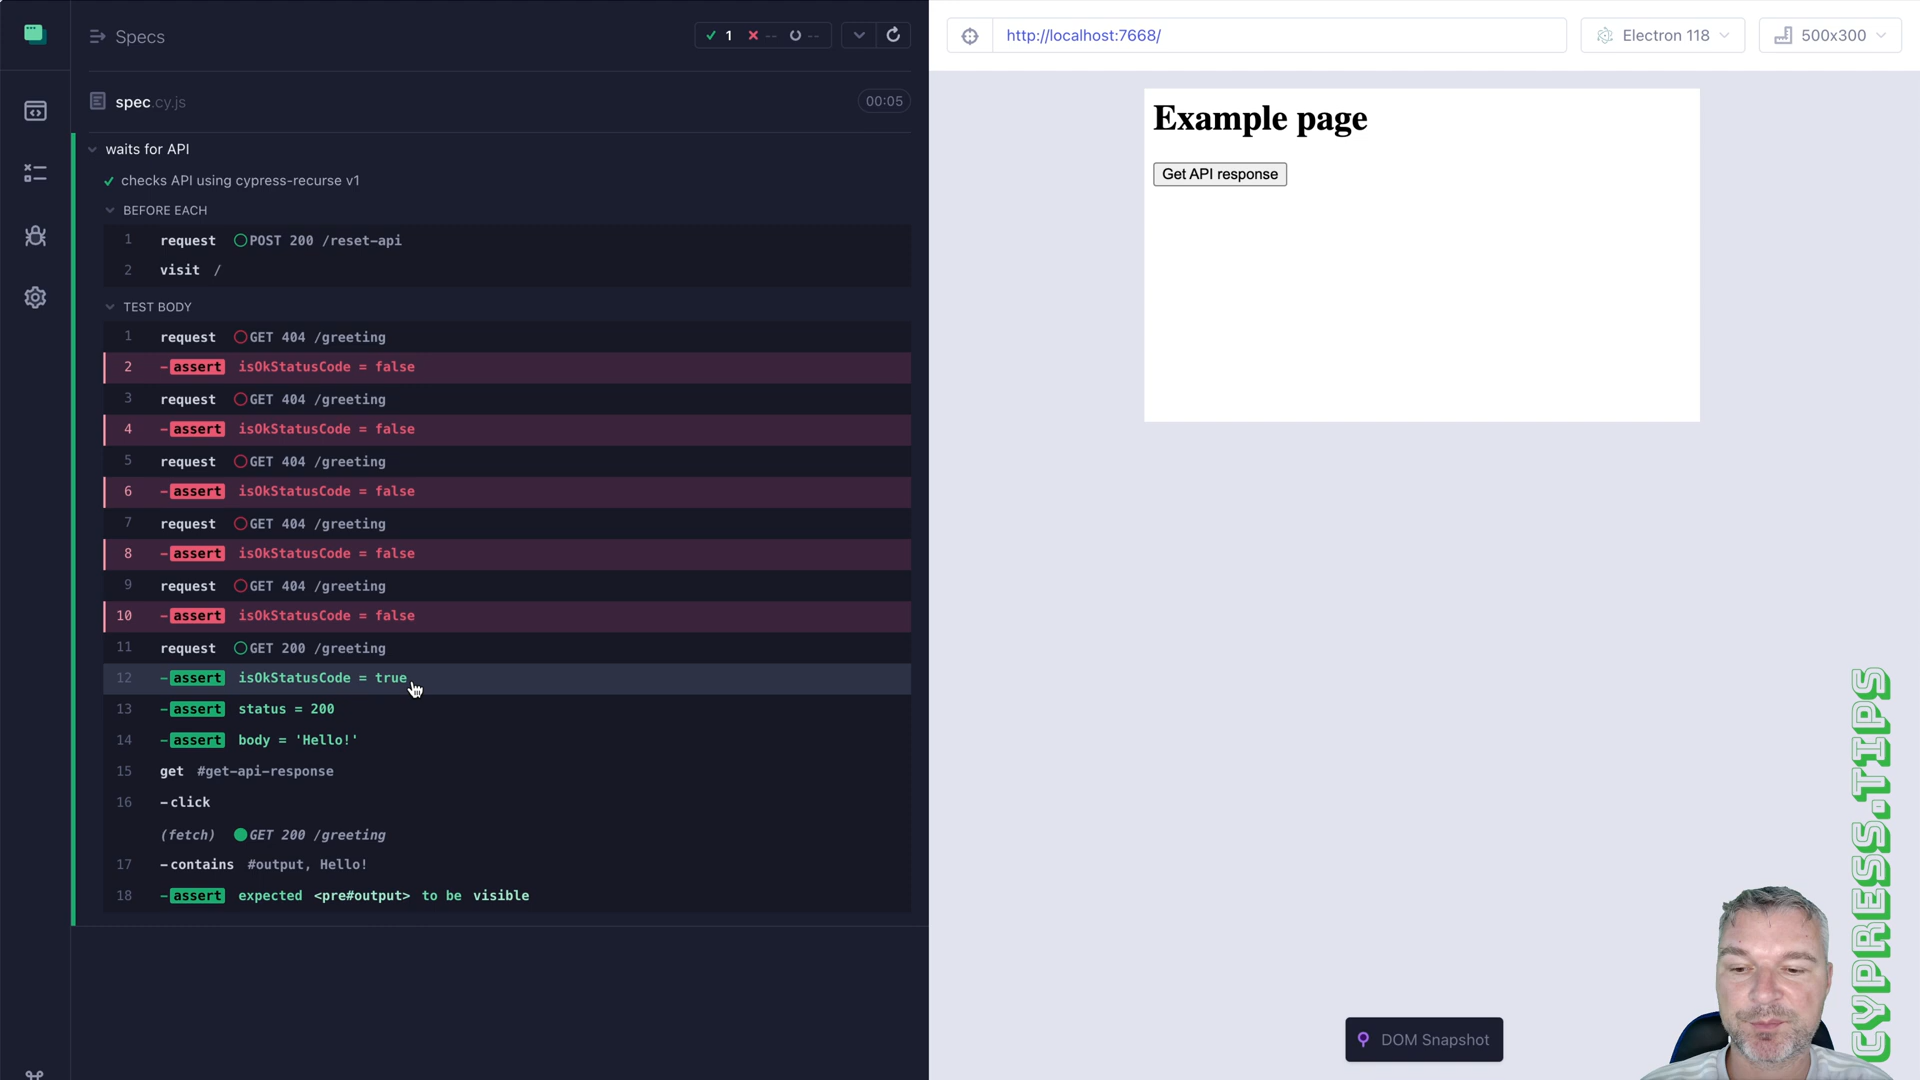 Specs
1
--
--
spec.cy.js
00:05
waits for API
checks API using cypress-recurse v1
BEFORE EACH
1 request POST 200 /reset-api
2 visit /
TEST BODY
1 request GET 404 /greeting
2 -assert isOkStatusCode = false
3 request GET 404 /greeting
4 -assert isOkStatusCode = false
5 request GET 404 /greeting
6 -assert isOkStatusCode = false
7 request GET 404 /greeting
8 -assert isOkStatusCode = false
9 request GET 404 /greeting
10 -assert isOkStatusCode = false
11 request GET 200 /greeting
12 -assert isOkStatusCode = true
13 -assert status = 200
14 -assert body = 'Hello!'
15 get #get-api-response
16 -click
(fetch) GET 200 /greeting
17 -contains #output, Hello!
18 -assert expected <pre#output> to be visible
http://localhost:7668/
Electron 118
500x300
Example page
Get API response
DOM Snapshot
CYPRESS.TIPS